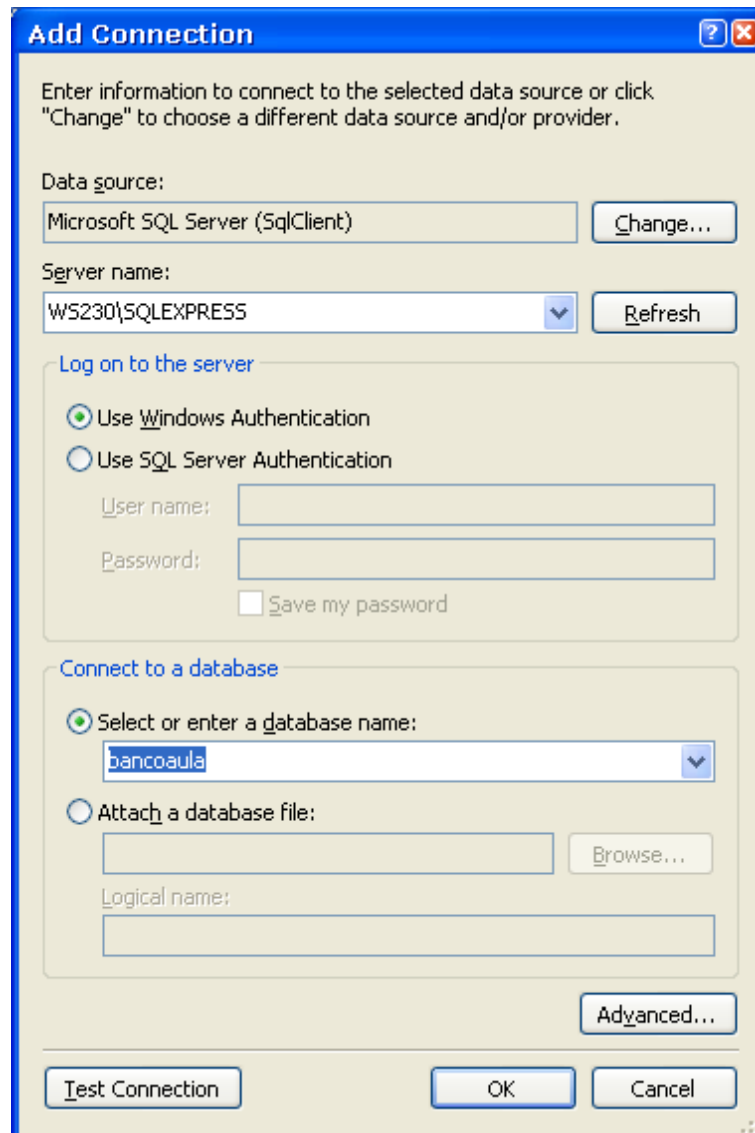 Add Connection
Enter information to connect to the selected data source or click
"Change" to choose a different data source and/or provider.
Data source:
Microsoft SQL Server (SqlClient)
Change...
Server name:
WS230\SQLEXPRESS
Refresh
Log on to the server
Use Windows Authentication
Use SQL Server Authentication
User name:
Password:
Save my password
Connect to a database
Select or enter a database name:
bancoaula
Attach a database file:
Browse...
Logical name:
Advanced...
Test Connection
OK
Cancel